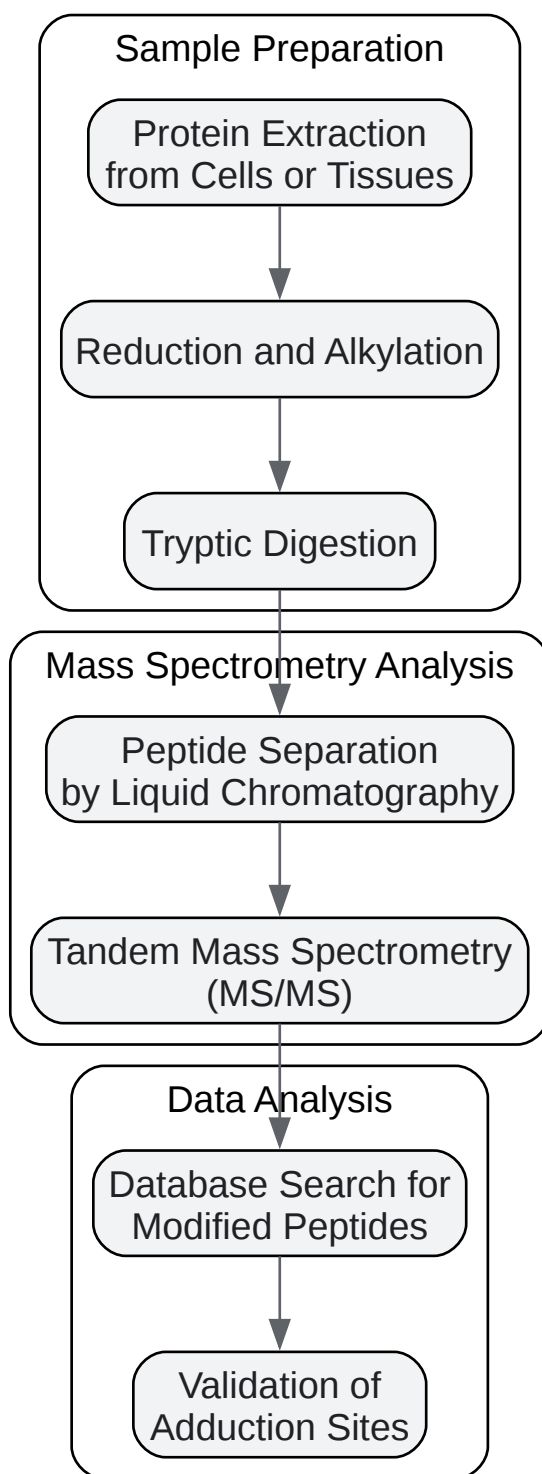 Sample Preparation
Protein Extraction
from Cells or Tissues
Reduction and Alkylation
Tryptic Digestion
Mass Spectrometry Analysis
Peptide Separation
by Liquid Chromatography
Tandem Mass Spectrometry
(MS/MS)
Data Analysis
Database Search for
Modified Peptides
Validation of
Adduction Sites